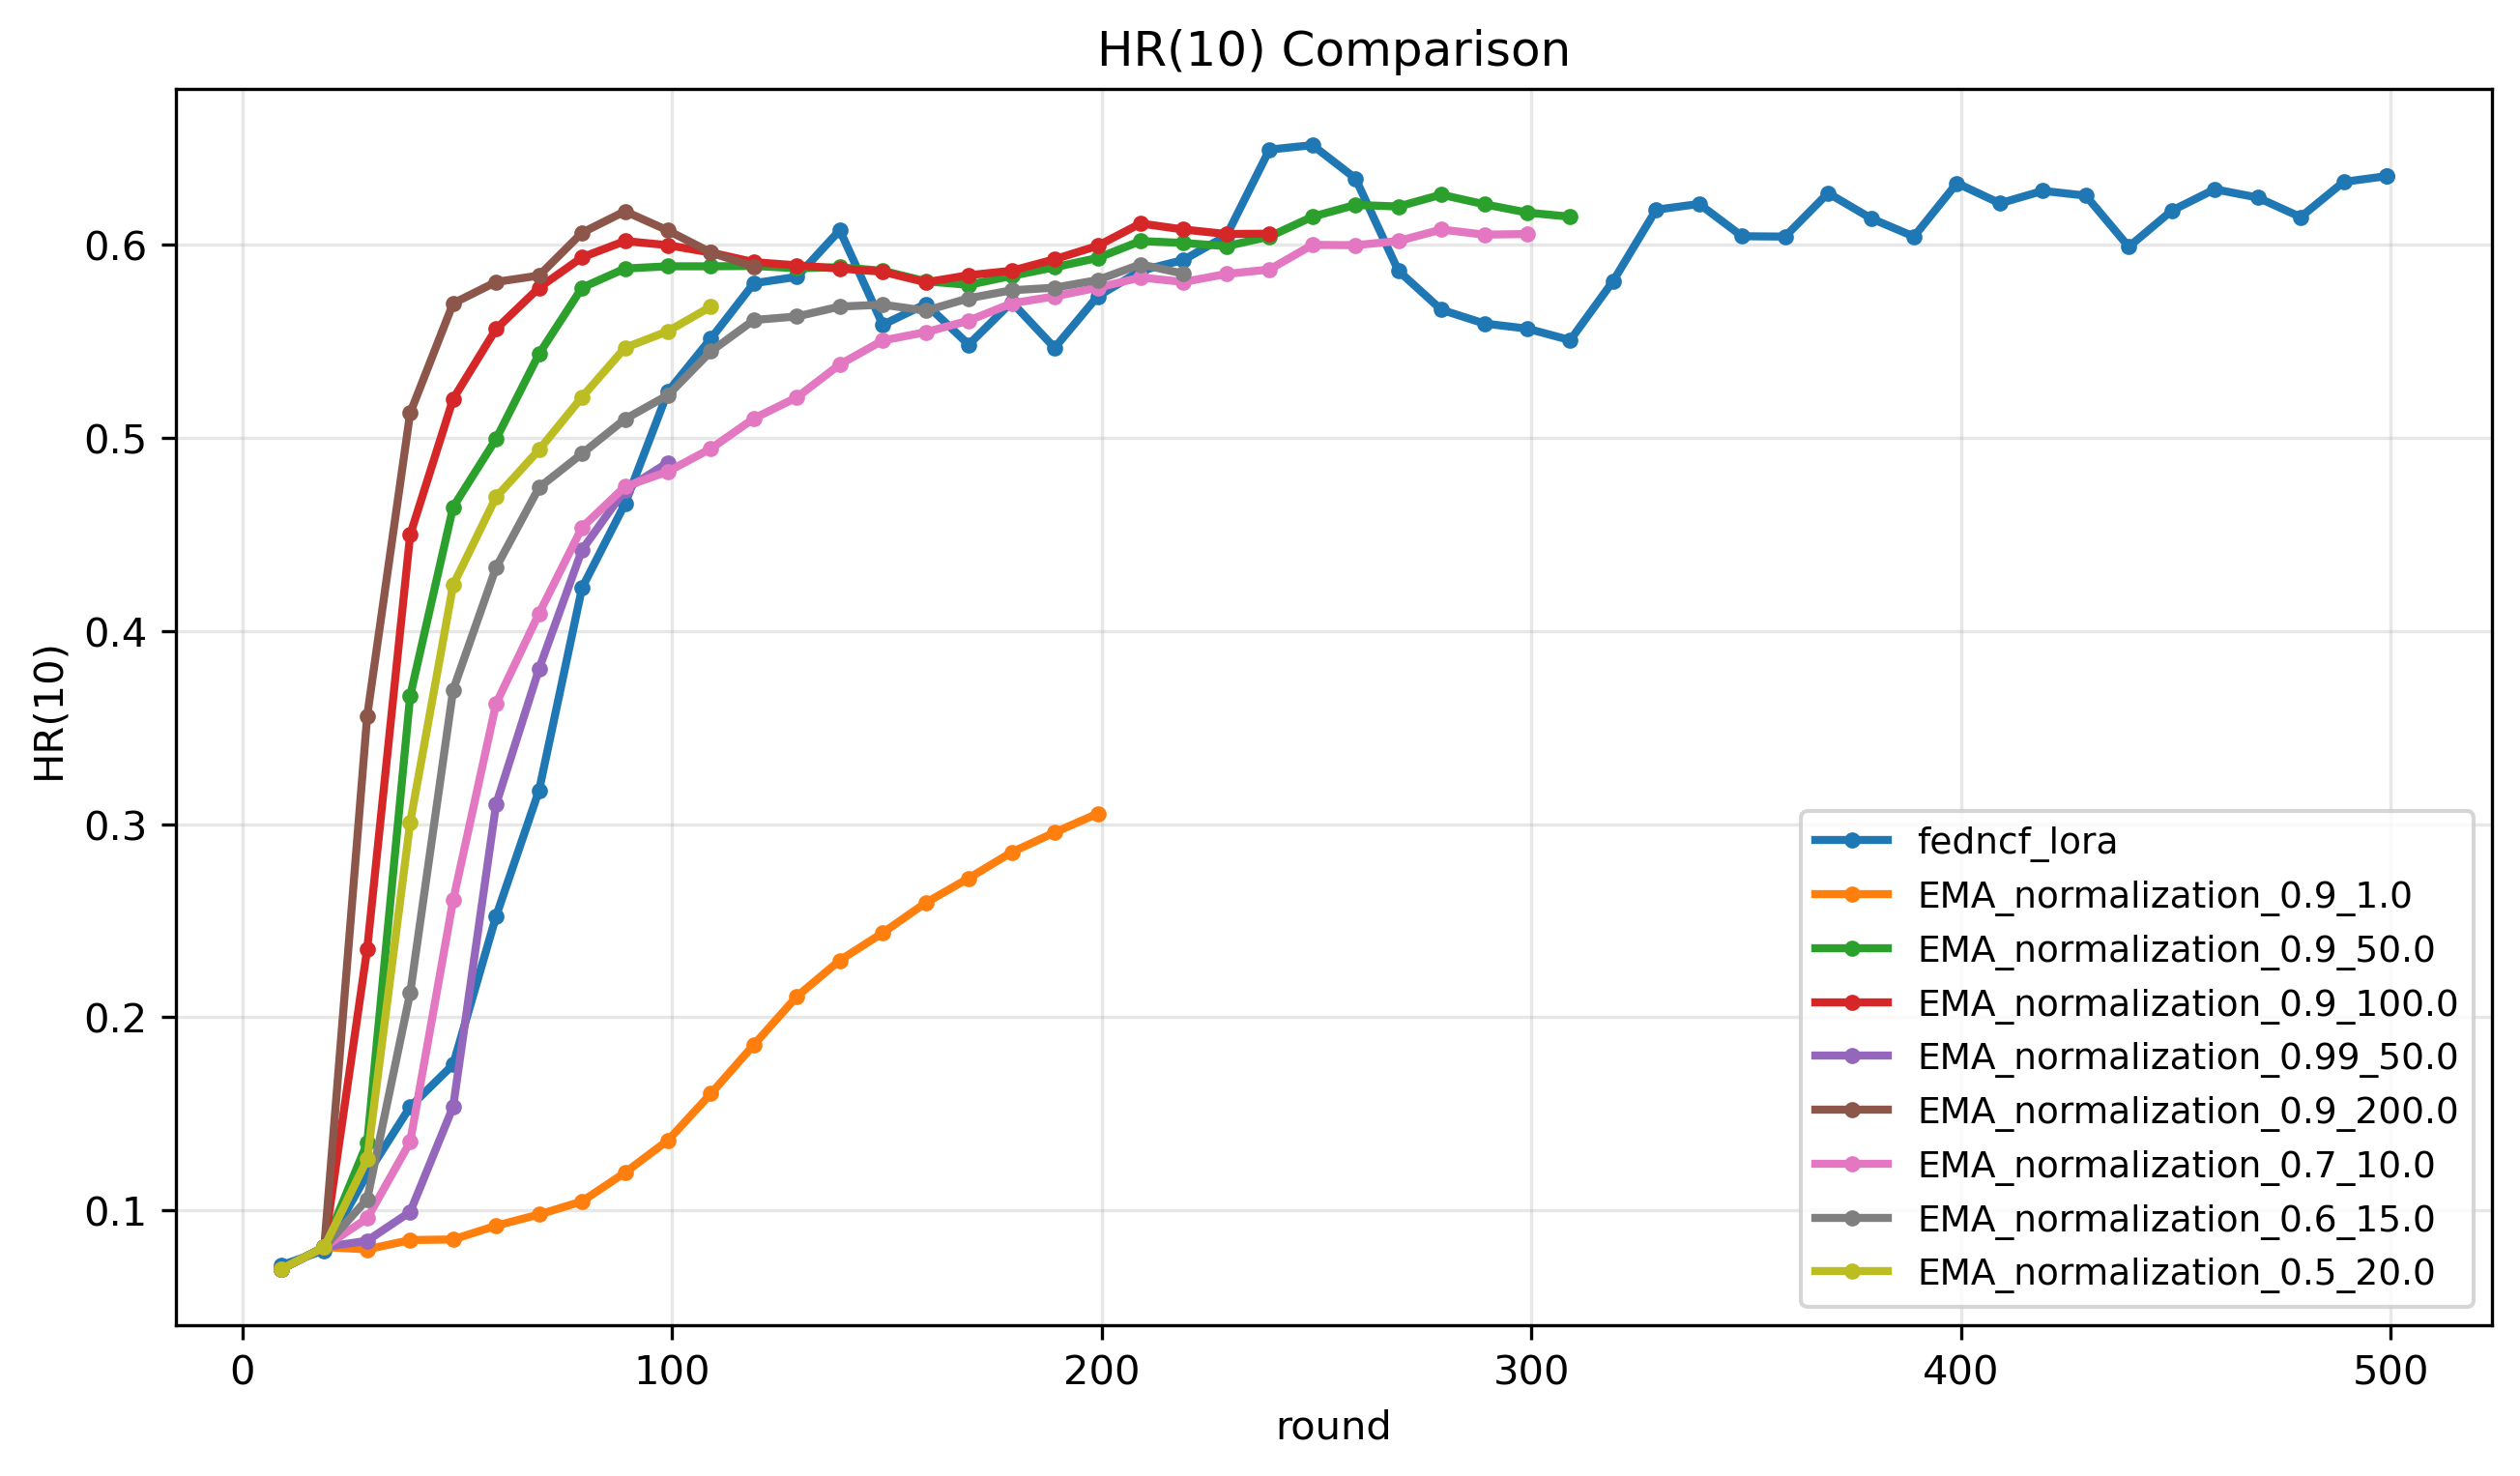 HR(10) Comparison
HR(10)
0.6
0.5
0.4
0.3
0.2
0.1
0
100
200
300
400
500
round
fedncf_lora
EMA_normalization_0.9_1.0
EMA_normalization_0.9_50.0
EMA_normalization_0.9_100.0
EMA_normalization_0.99_50.0
EMA_normalization_0.9_200.0
EMA_normalization_0.7_10.0
EMA_normalization_0.6_15.0
EMA_normalization_0.5_20.0